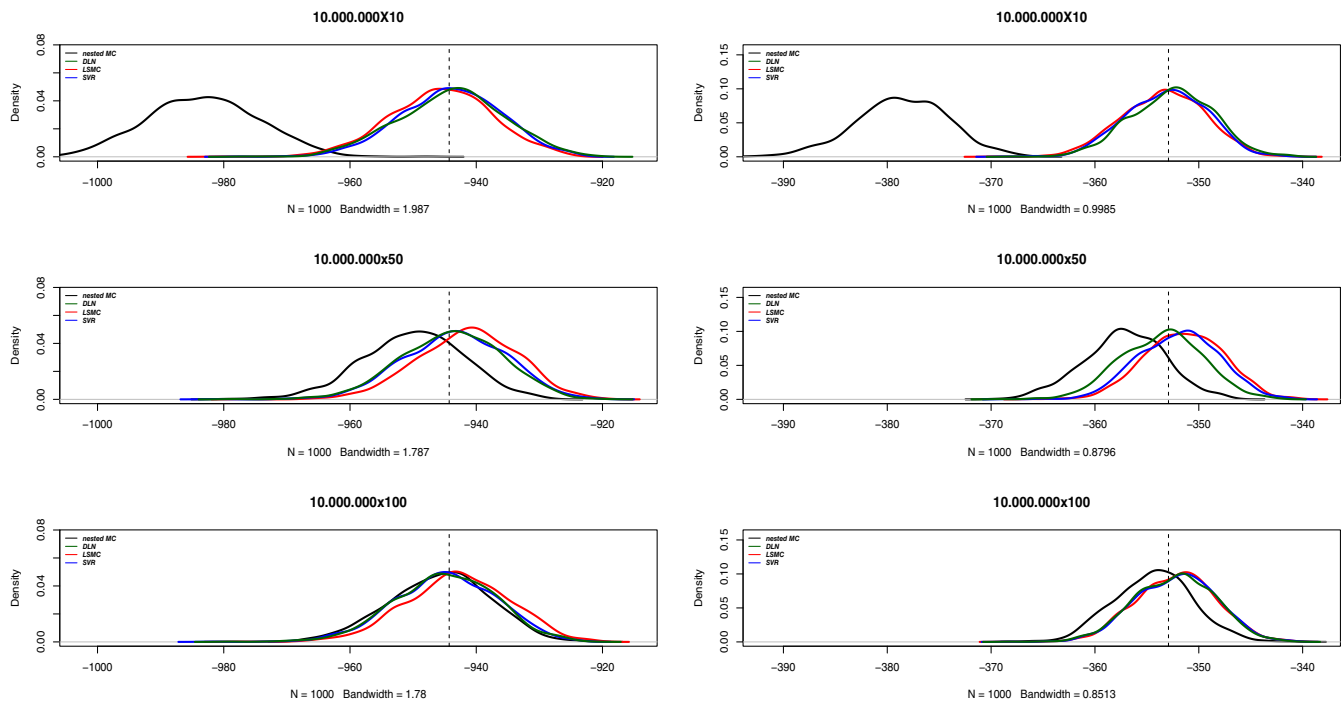 10.000.000X10
Density
0.00 0.04 0.08
nested MC
DLN
LSMC
SVR
−1000 −980 −960 −940 −920
N = 1000 Bandwidth = 1.987
10.000.000X10
Density
0.00 0.05 0.10 0.15
nested MC
DLN
LSMC
SVR
−390 −380 −370 −360 −350 −340
N = 1000 Bandwidth = 0.9985
10.000.000x50
Density
0.00 0.04 0.08
nested MC
DLN
LSMC
SVR
−1000 −980 −960 −940 −920
N = 1000 Bandwidth = 1.787
10.000.000x50
Density
0.00 0.05 0.10 0.15
nested MC
DLN
LSMC
SVR
−390 −380 −370 −360 −350 −340
N = 1000 Bandwidth = 0.8796
10.000.000x100
Density
0.00 0.04 0.08
nested MC
DLN
LSMC
SVR
−1000 −980 −960 −940 −920
N = 1000 Bandwidth = 1.78
10.000.000x100
Density
0.00 0.05 0.10 0.15
nested MC
DLN
LSMC
SVR
−390 −380 −370 −360 −350 −340
N = 1000 Bandwidth = 0.8513